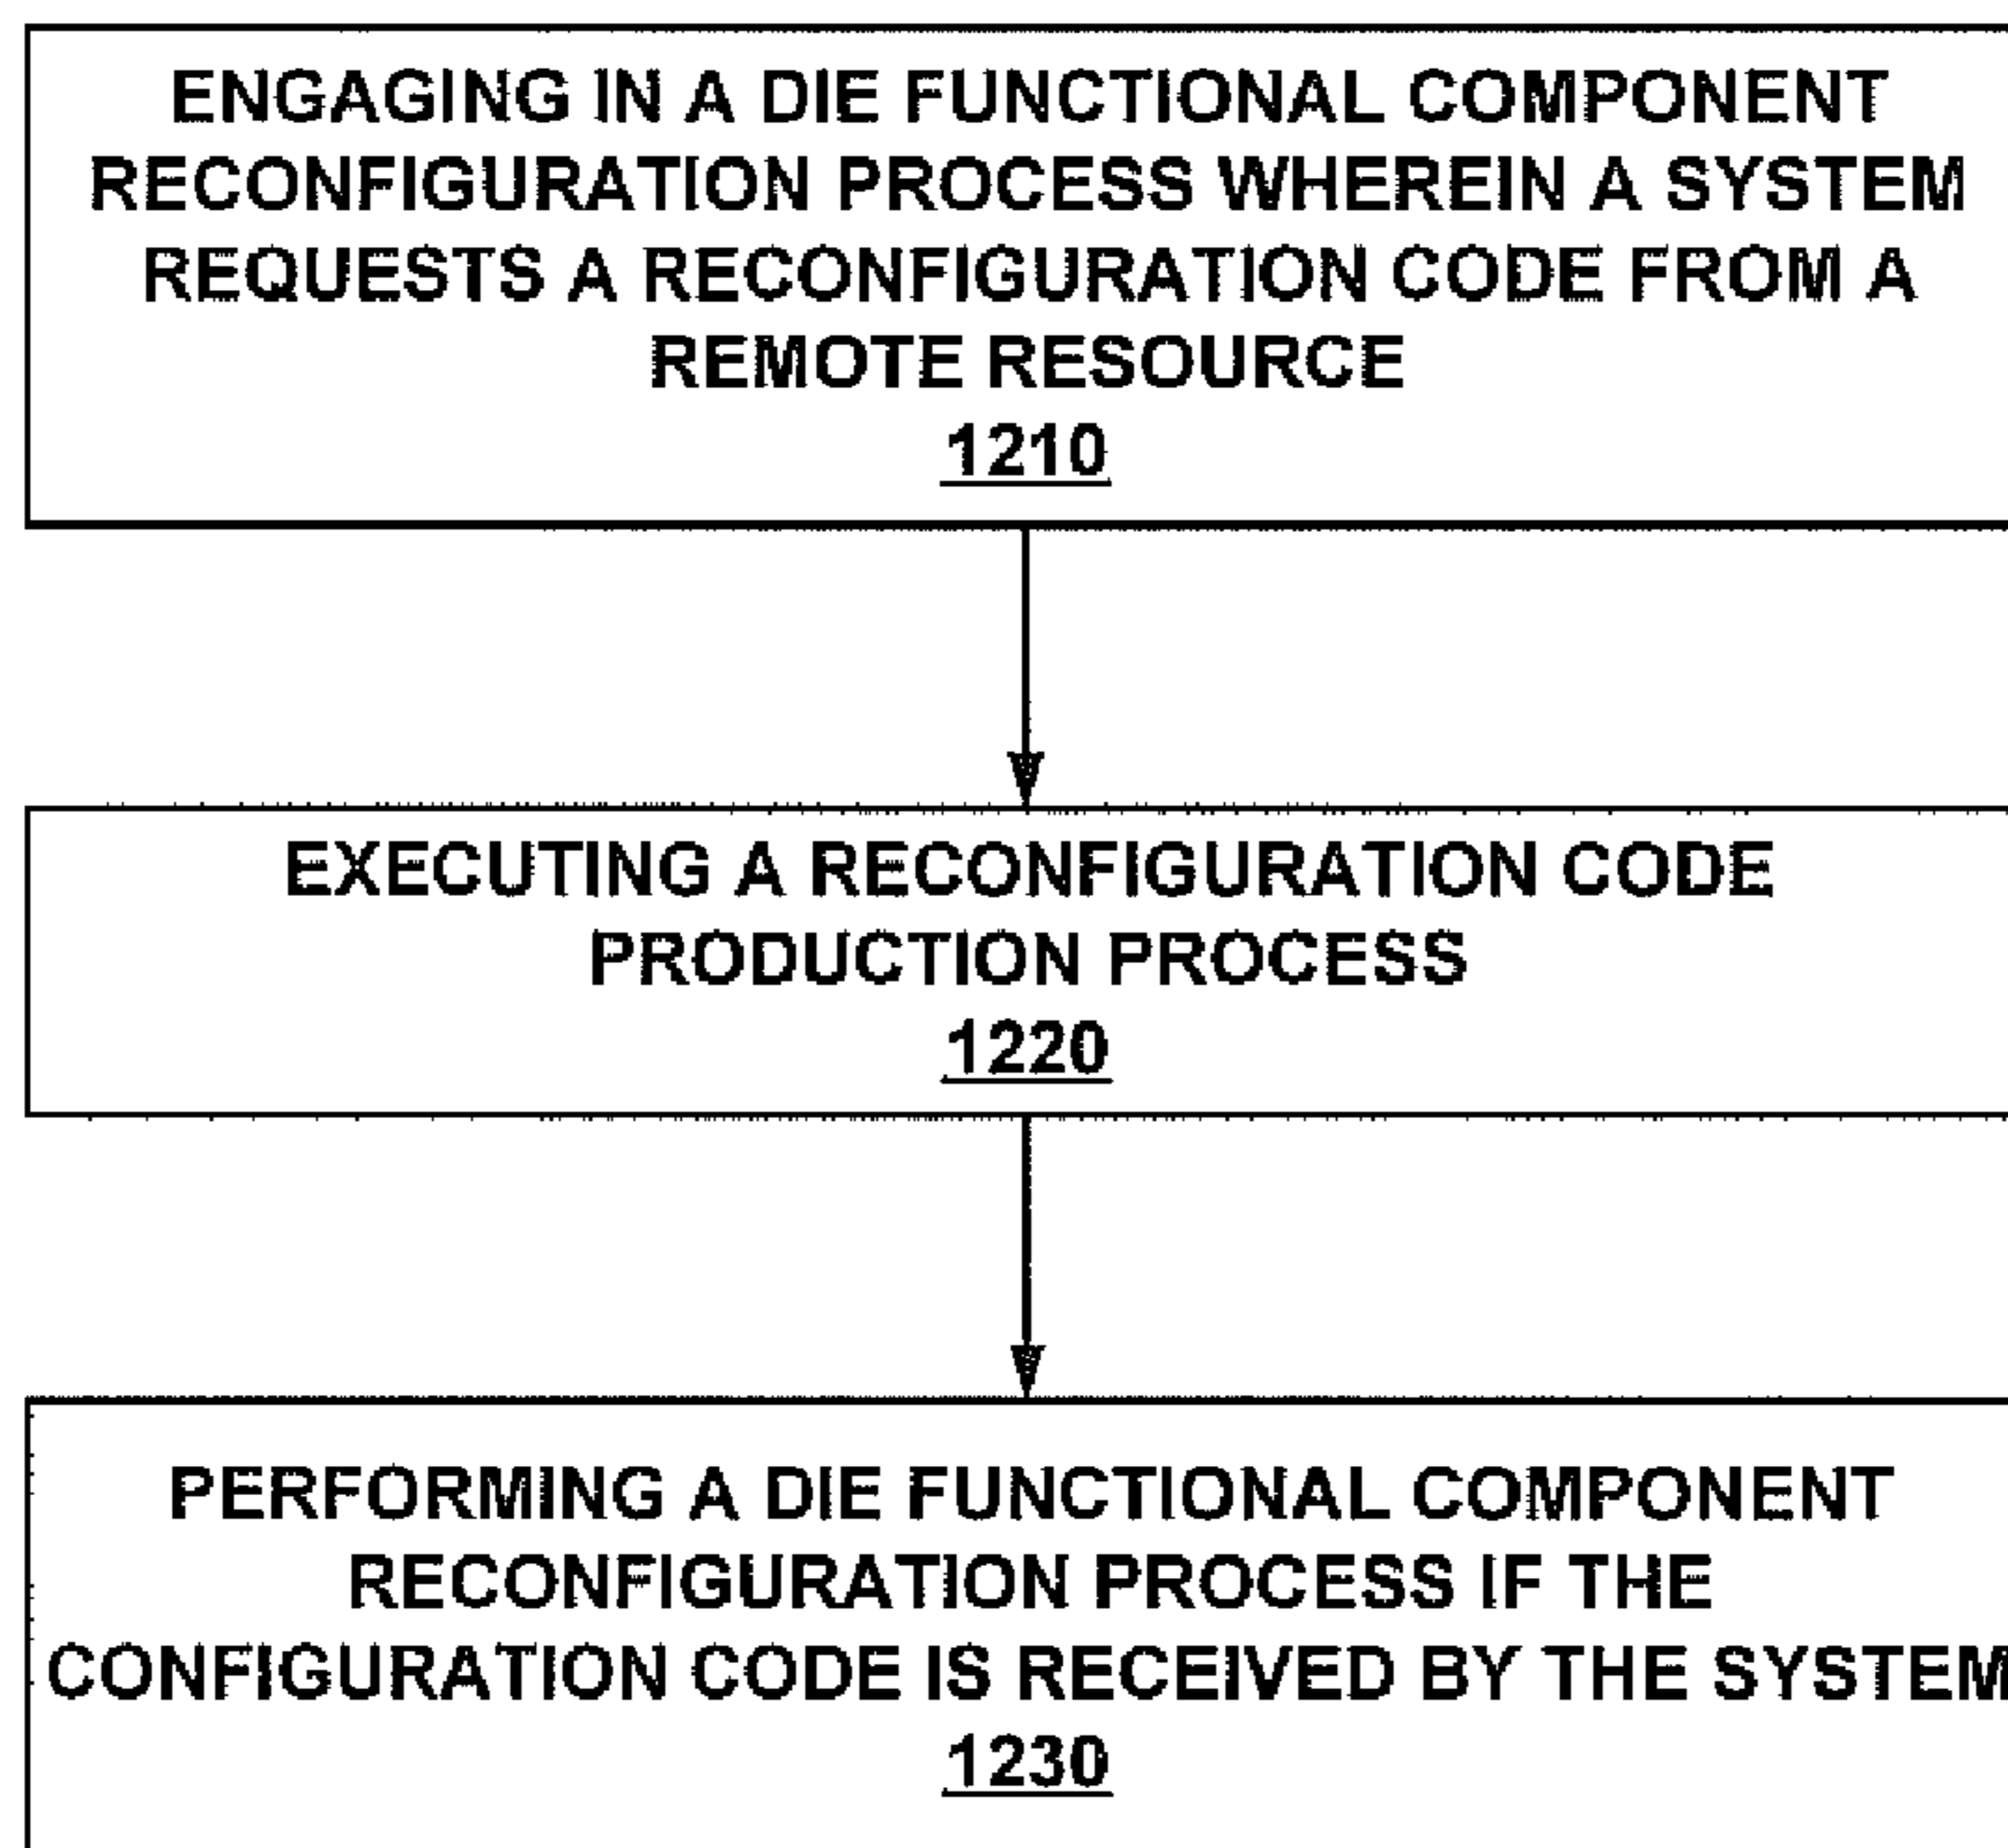 ENGAGING IN A DIE FUNCTIONAL COMPONENT
RECONFIGURATION PROCESS WHEREIN A SYSTEM
REQUESTS A RECONFIGURATION CODE FROM A
REMOTE RESOURCE
1210
EXECUTING A RECONFIGURATION CODE
PRODUCTION PROCESS
1220
PERFORMING A DIE FUNCTIONAL COMPONENT
RECONFIGURATION PROCESS IF THE
CONFIGURATION CODE IS RECEIVED BY THE SYSTEM
1230